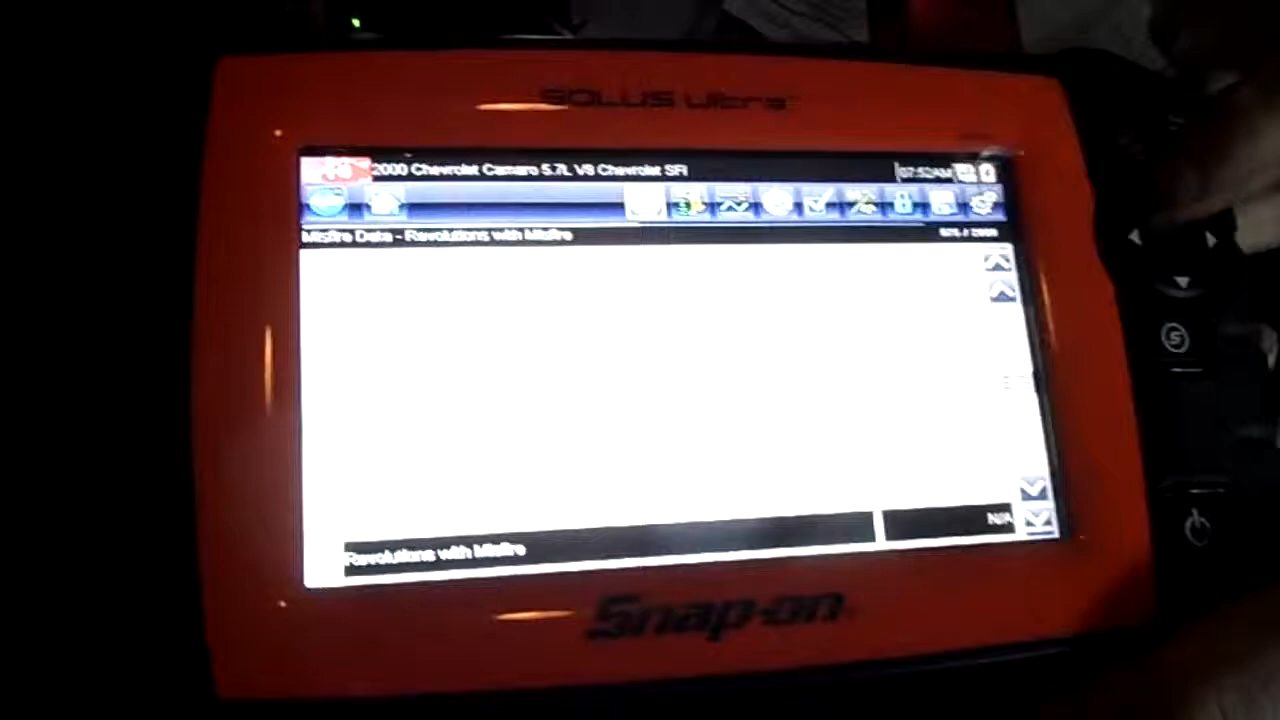 SOLUS Ultra
2000 Chevrolet Camaro 5.7L V8 Chevrolet SFI
07:52AM
Misfire Data - Revolutions with Misfire
Revolutions with Misfire
N/A
Snap-on